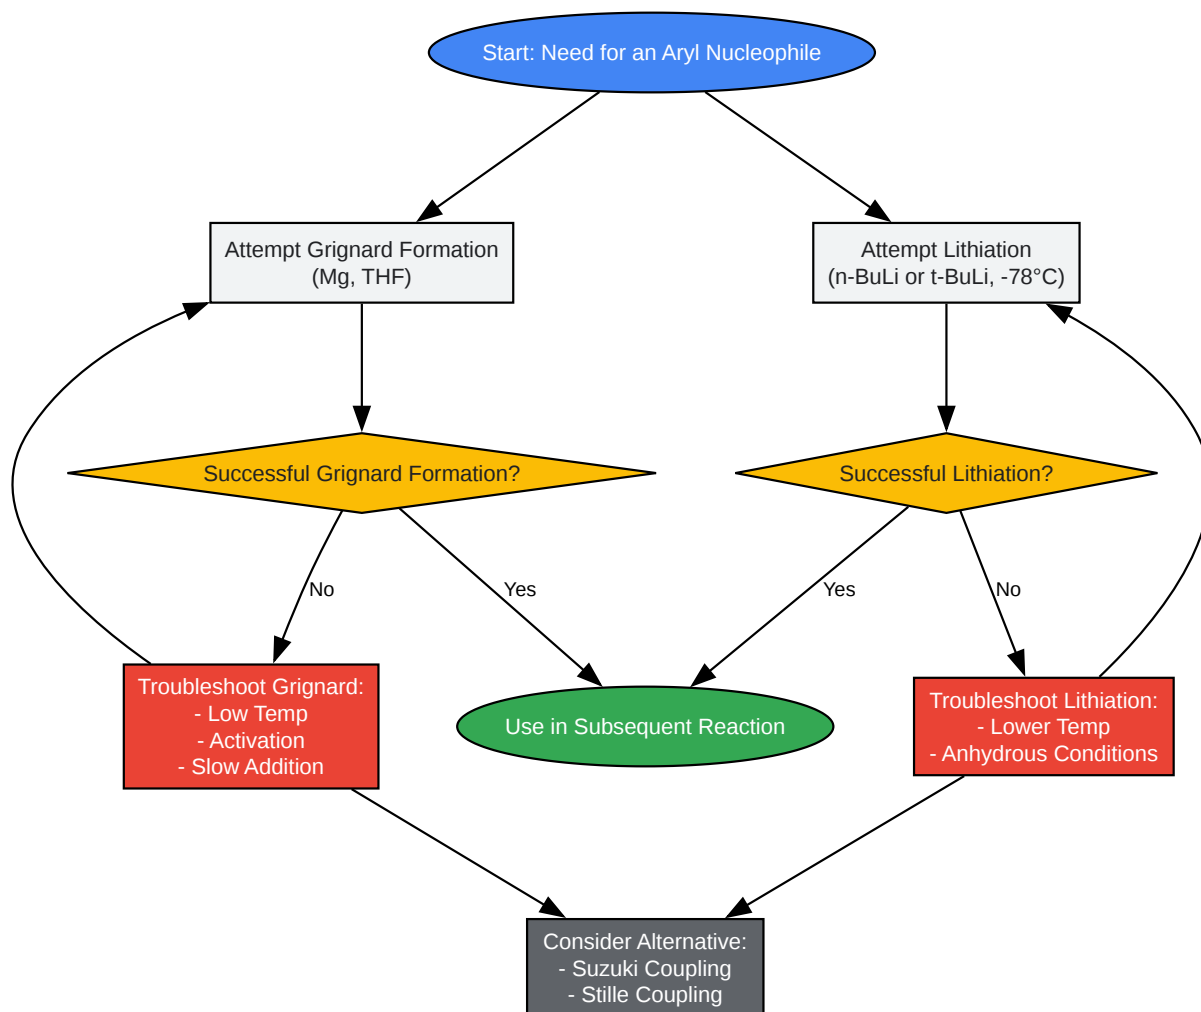 Start: Need for an Aryl Nucleophile
Attempt Grignard Formation
(Mg, THF)
Attempt Lithiation
(n-BuLi or t-BuLi, -78°C)
Successful Grignard Formation?
Successful Lithiation?
No
Yes
Yes
No
Troubleshoot Grignard:
- Low Temp
- Activation
- Slow Addition
Use in Subsequent Reaction
Troubleshoot Lithiation:
- Lower Temp
- Anhydrous Conditions
Consider Alternative:
- Suzuki Coupling
- Stille Coupling